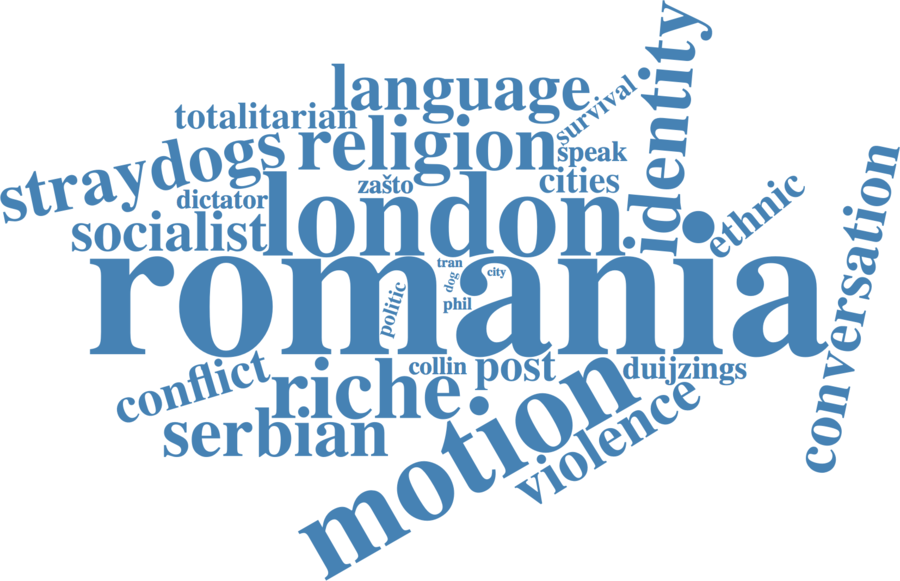 identity
language
survival
totalitarian
religion
straydogs
speak
zašto
cities
dictator
london
ethnic
socialist
conversation
romania
tran
dog
city
politic
phil
conflict
riche
collin
post
duijzings
serbian
motion
violence